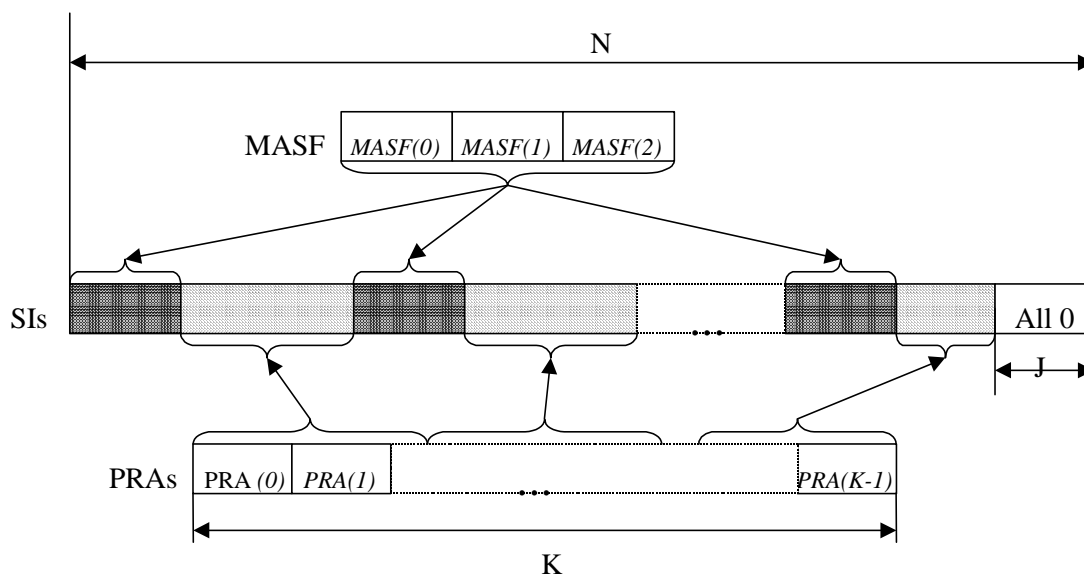 N
MASF
MASF(0) MASF(1) MASF(2)
SIs
...
All 0
J
PRAs
PRA (0) PRA(1) ... PRA(K-1)
K